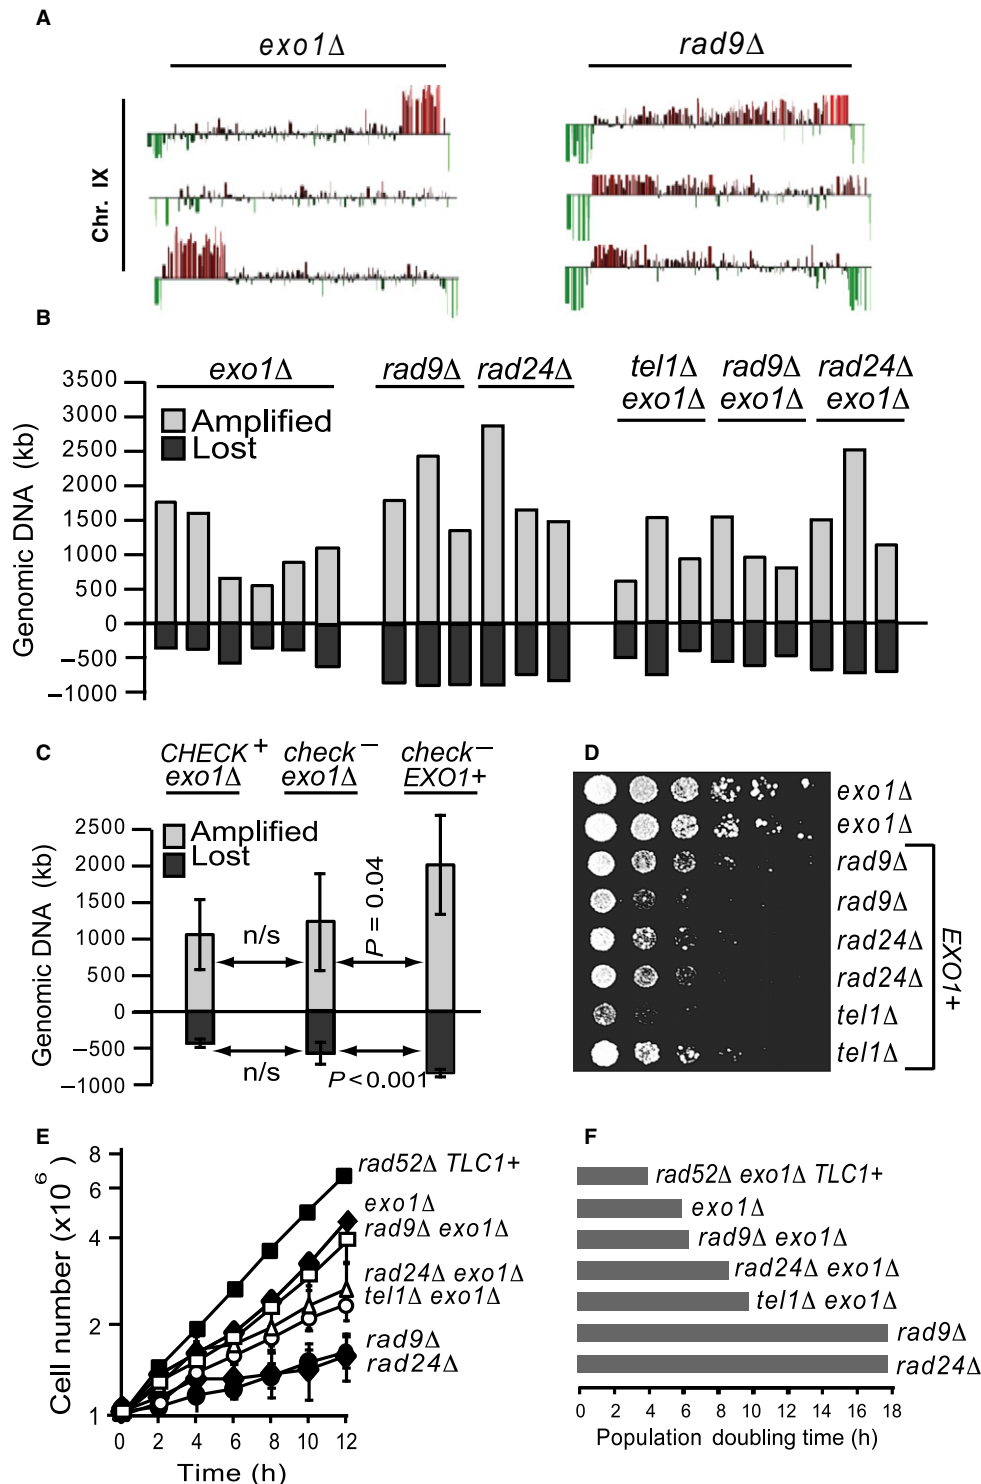 A
exo1Δ
rad9Δ
Chr. IX
B
exo1Δ
rad9Δ
rad24Δ
tel1Δ
exo1Δ
rad9Δ
exo1Δ
rad24Δ
exo1Δ
Amplified
Lost
3500
3000
2500
2000
1500
1000
500
0
−500
−1000
Genomic DNA (kb)
C
CHECK+
exo1Δ
check−
exo1Δ
check−
EXO1+
Amplified
Lost
2500
2000
1500
1000
500
0
−500
−1000
Genomic DNA (kb)
n/s
P = 0.04
n/s
P < 0.001
D
exo1Δ
exo1Δ
rad9Δ
rad9Δ
rad24Δ
rad24Δ
tel1Δ
tel1Δ
EXO1+
E
8
6
4
2
1
Cell number (x10⁶)
rad52Δ TLC1+
exo1Δ
rad9Δ exo1Δ
rad24Δ exo1Δ
tel1Δ exo1Δ
rad9Δ
rad24Δ
0 2 4 6 8 10 12
Time (h)
F
rad52Δ exo1Δ TLC1+
exo1Δ
rad9Δ exo1Δ
rad24Δ exo1Δ
tel1Δ exo1Δ
rad9Δ
rad24Δ
0 2 4 6 8 10 12 14 16 18
Population doubling time (h)